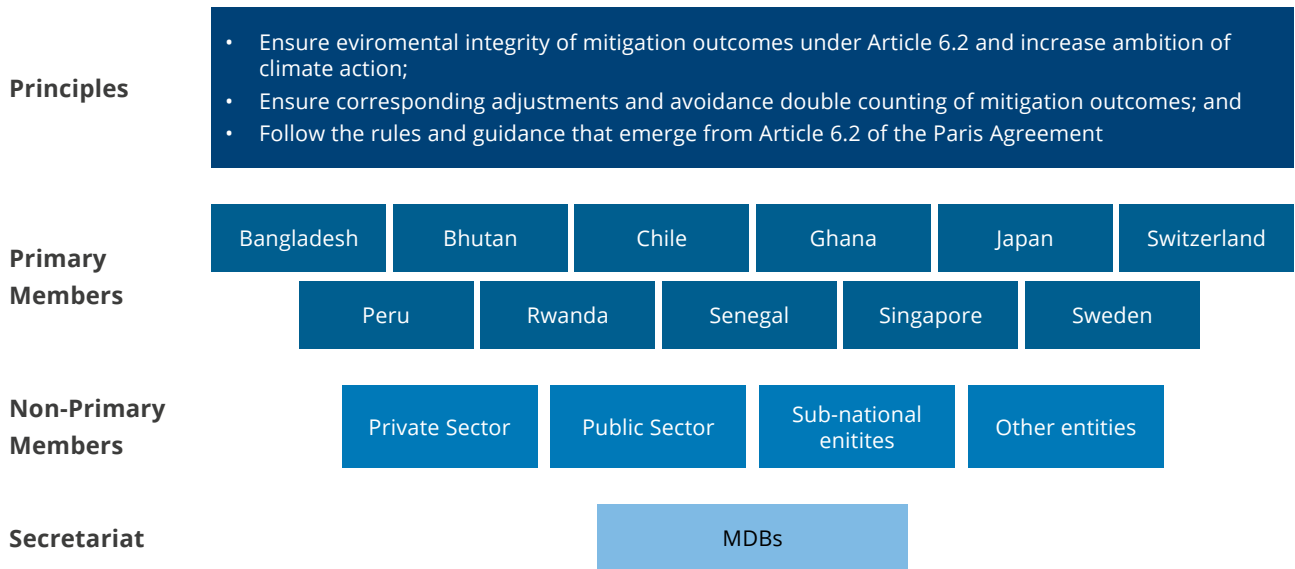 Principles
• Ensure eviromental integrity of mitigation outcomes under Article 6.2 and increase ambition of
climate action;
• Ensure corresponding adjustments and avoidance double counting of mitigation outcomes; and
• Follow the rules and guidance that emerge from Article 6.2 of the Paris Agreement
Primary
Members
Bangladesh Bhutan Chile Ghana Japan Switzerland
Peru Rwanda Senegal Singapore Sweden
Non-Primary
Members
Private Sector Public Sector Sub-national
enitites Other entities
Secretariat
MDBs